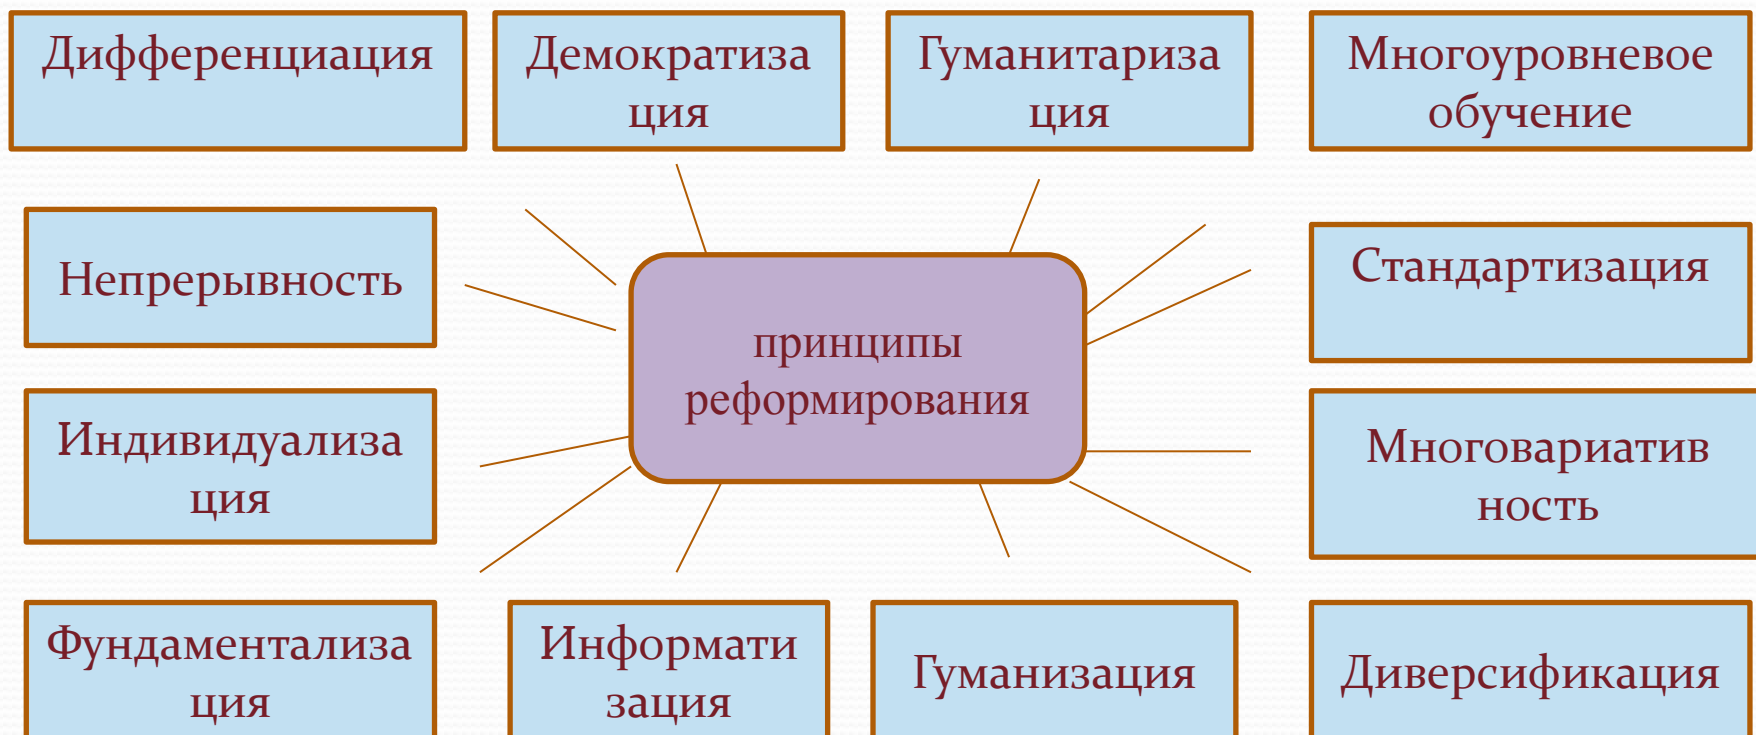 Дифференциация
Демократиза
ция
Гуманитариза
ция
Многоуровневое
обучение
Непрерывность
Стандартизация
принципы
реформирования
Индивидуализа
ция
Многовариатив
ность
Фундаментализа
ция
Информати
зация
Гуманизация
Диверсификация